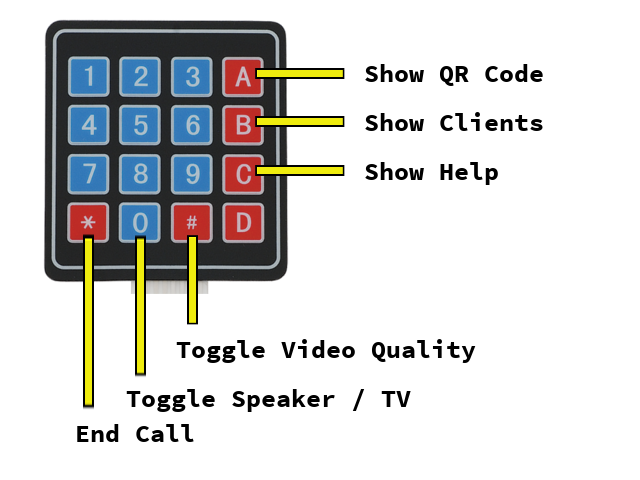 1 2 3 A Show QR Code
4 5 6 B Show Clients
7 8 9 C Show Help
* 0 # D
Toggle Video Quality
Toggle Speaker / TV
End Call